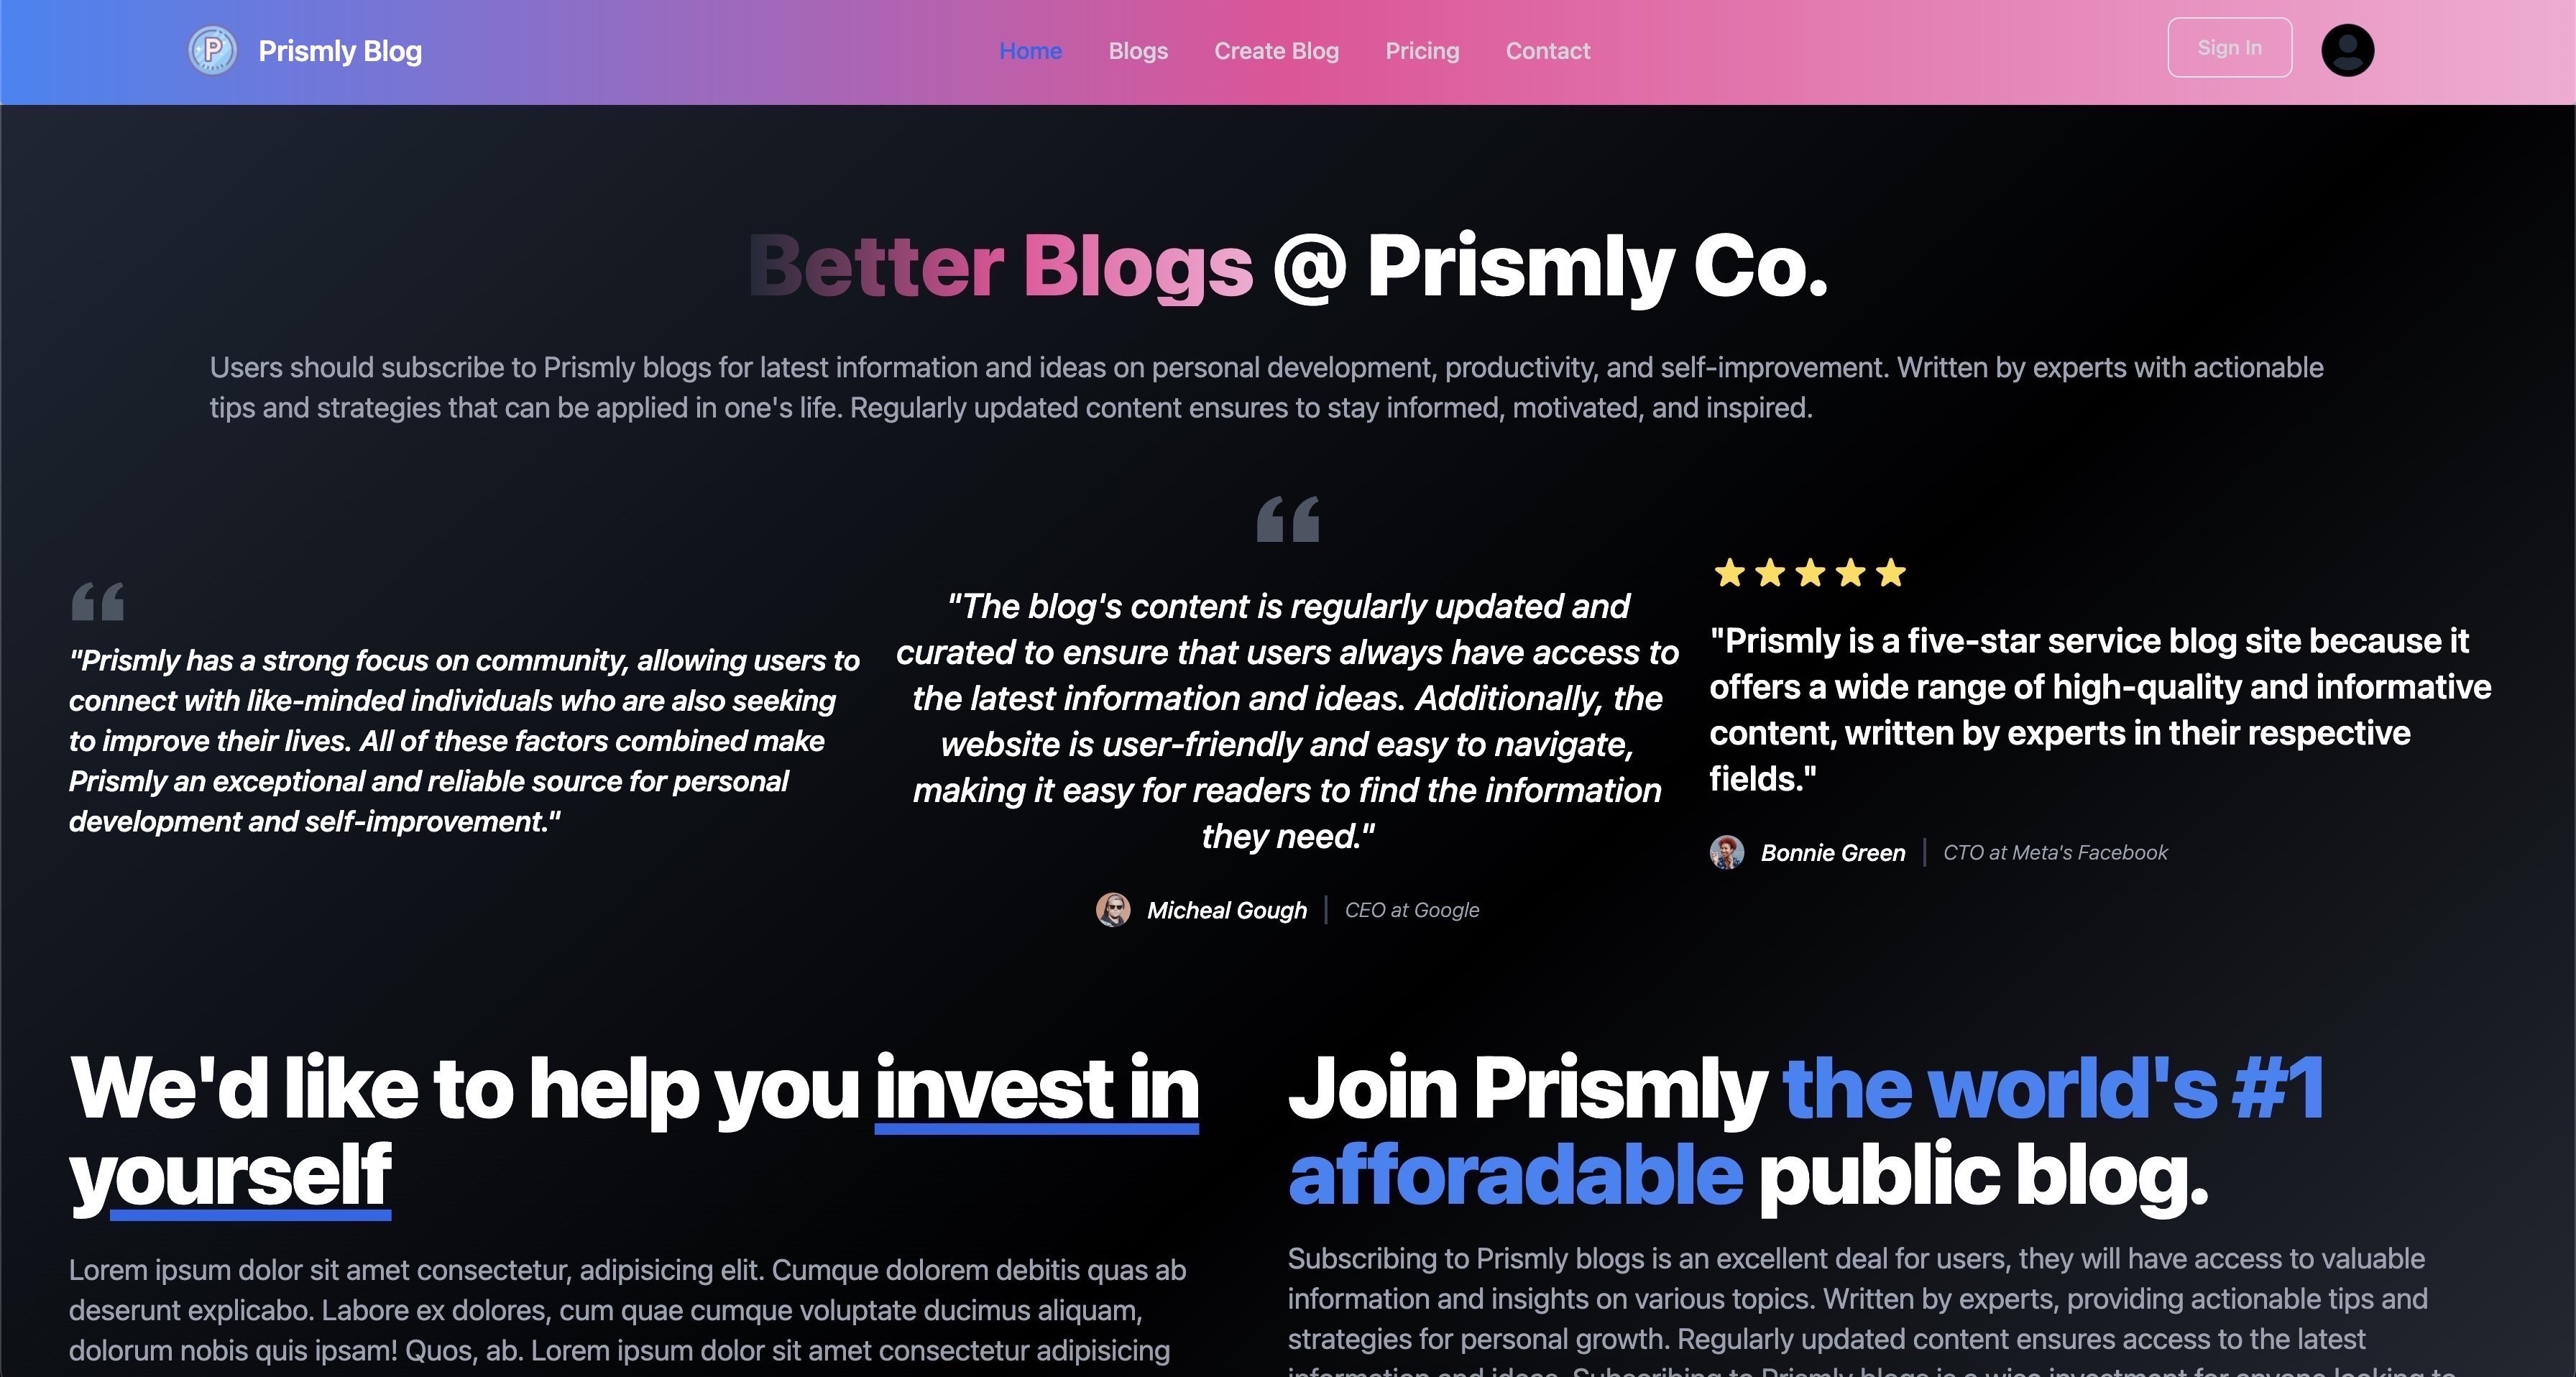 P
Prismly Blog
Home
Blogs
Create Blog
Pricing
Contact
Sign In
Better Blogs @ Prismly Co.
Users should subscribe to Prismly blogs for latest information and ideas on personal development, productivity, and self-improvement. Written by experts with actionable
tips and strategies that can be applied in one's life. Regularly updated content ensures to stay informed, motivated, and inspired.
"Prismly has a strong focus on community, allowing users to
connect with like-minded individuals who are also seeking
to improve their lives. All of these factors combined make
Prismly an exceptional and reliable source for personal
development and self-improvement."
"The blog's content is regularly updated and
curated to ensure that users always have access to
the latest information and ideas. Additionally, the
website is user-friendly and easy to navigate,
making it easy for readers to find the information
they need."
Micheal Gough
CEO at Google
"Prismly is a five-star service blog site because it
offers a wide range of high-quality and informative
content, written by experts in their respective
fields."
Bonnie Green
CTO at Meta's Facebook
We'd like to help you invest in
yourself
Lorem ipsum dolor sit amet consectetur, adipisicing elit. Cumque dolorem debitis quas ab
deserunt explicabo. Labore ex dolores, cum quae cumque voluptate ducimus aliquam,
dolorum nobis quis ipsam! Quos, ab. Lorem ipsum dolor sit amet consectetur adipisicing
Join Prismly the world's #1
afforadable public blog.
Subscribing to Prismly blogs is an excellent deal for users, they will have access to valuable
information and insights on various topics. Written by experts, providing actionable tips and
strategies for personal growth. Regularly updated content ensures access to the latest
information and ideas. Subscribing to Prismly blogs is a wise investment for anyone looking to